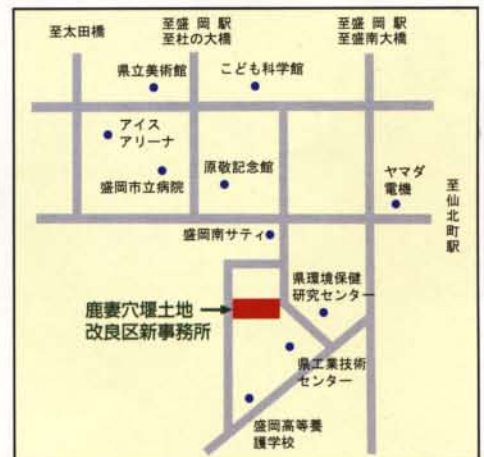 至太田橋
至盛岡駅
至杜の大橋
至盛岡駅
至盛南大橋
県立美術館
こども科学館
アイス
アリーナ
盛岡市立病院
原敬記念館
ヤマダ
電機
至仙北町駅
盛岡南サティ
県環境保健
研究センター
鹿妻穴堰土地
改良区新事務所
県工業技術
センター
盛岡高等養
護学校